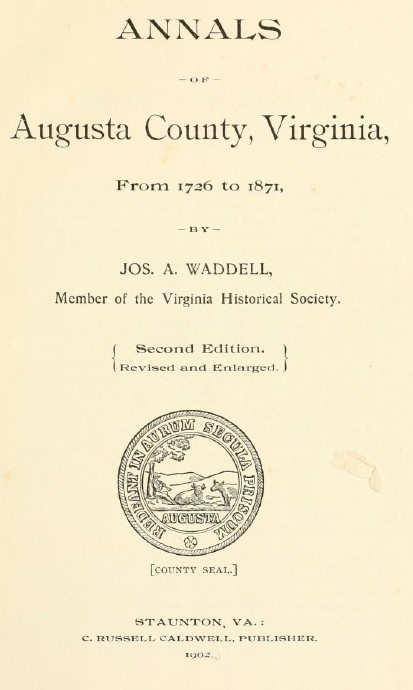 ANNALS
– OF –
Augusta County, Virginia,
From 1726 to 1871,
– BY –
JOS. A. WADDELL,
Member of the Virginia Historical Society.
{ Second Edition. }
{ Revised and Enlarged. }
REDEANT IN AURUM SECULA PRISCUM
AUGUSTA
[COUNTY SEAL.]
STAUNTON, VA.:
C. RUSSELL CALDWELL, PUBLISHER.
1902.